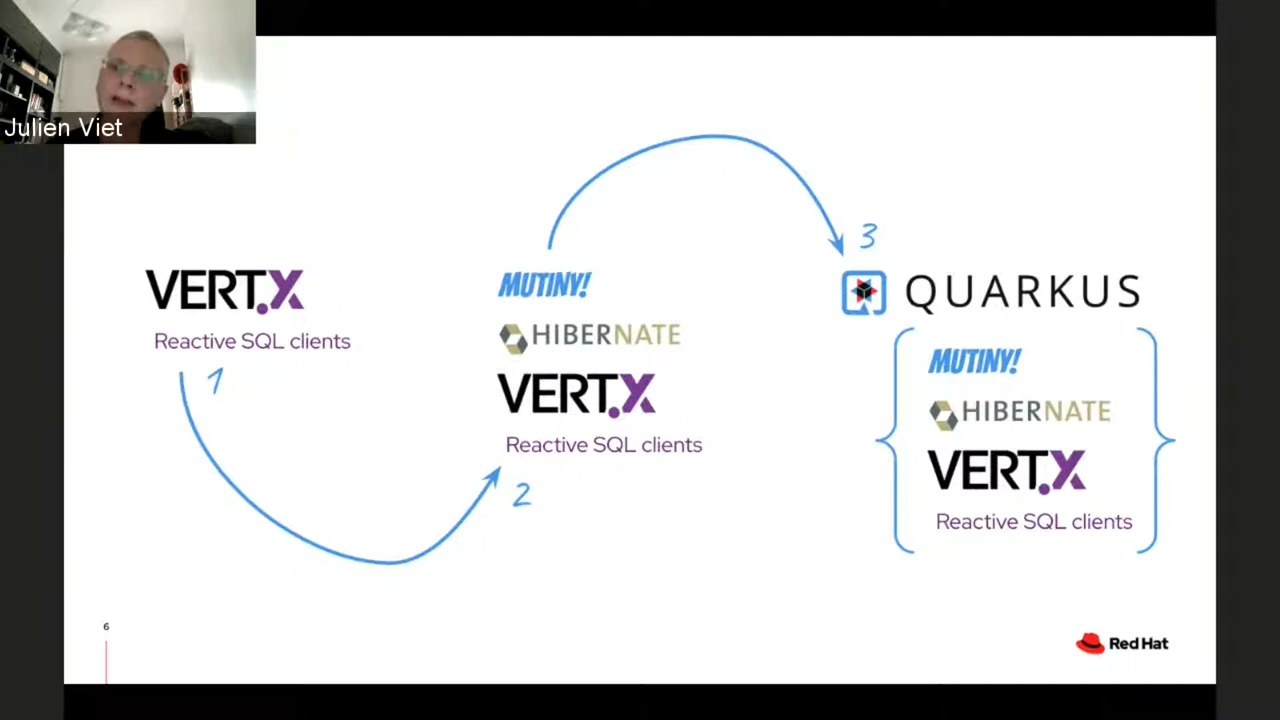 Julien Viet
VERT.X
Reactive SQL clients
1
MUTINY!
HIBERNATE
VERT.X
Reactive SQL clients
2
3
QUARKUS
MUTINY!
HIBERNATE
VERT.X
Reactive SQL clients
6
Red Hat